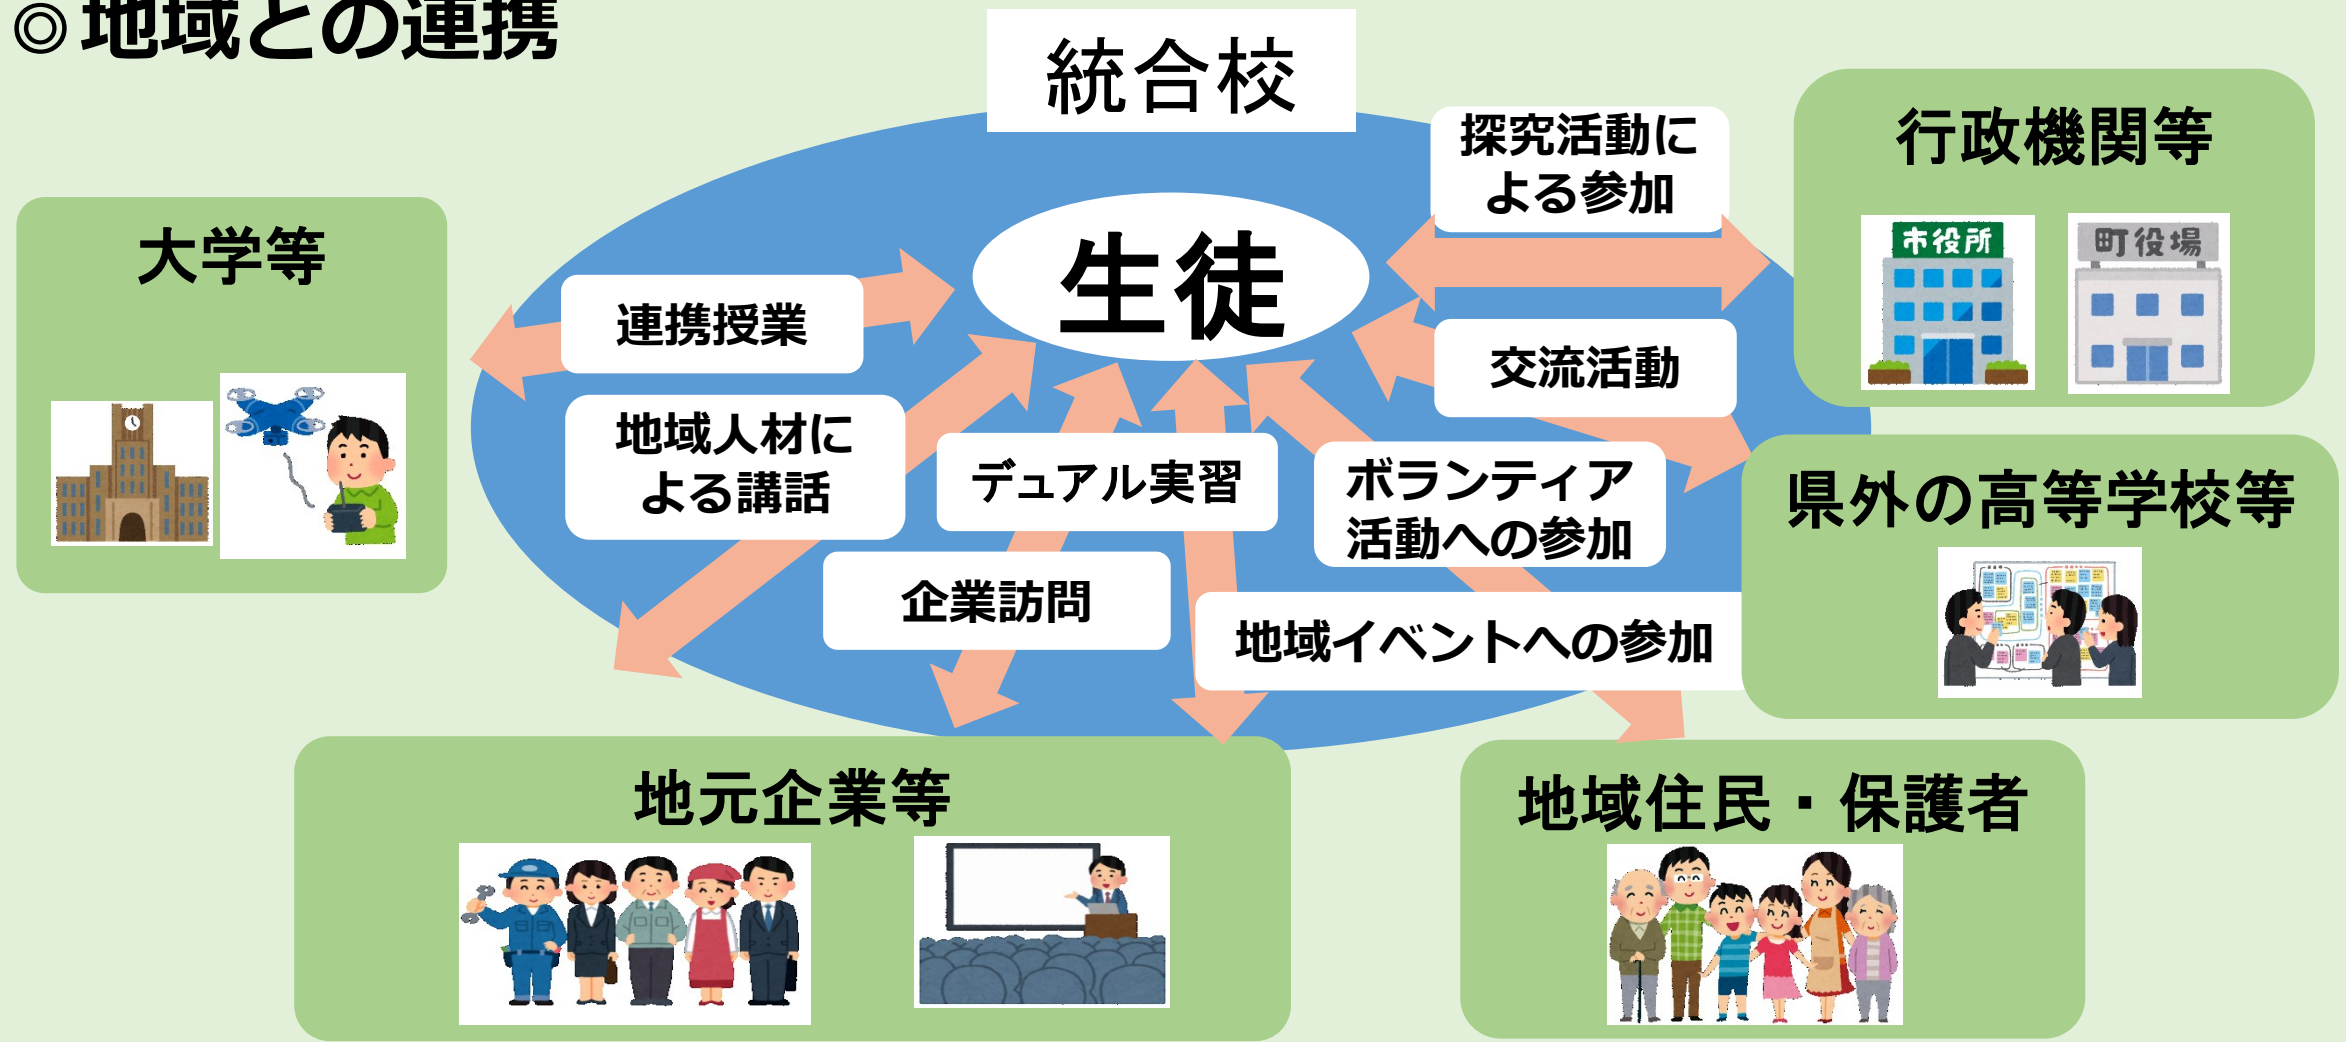 ◎地域との連携
統合校
生徒
大学等
連携授業
地域人材に
よる講話
デュアル実習
企業訪問
探究活動に
よる参加
行政機関等
市役所
町役場
交流活動
ボランティア
活動への参加
県外の高等学校等
地域イベントへの参加
地元企業等
地域住民・保護者